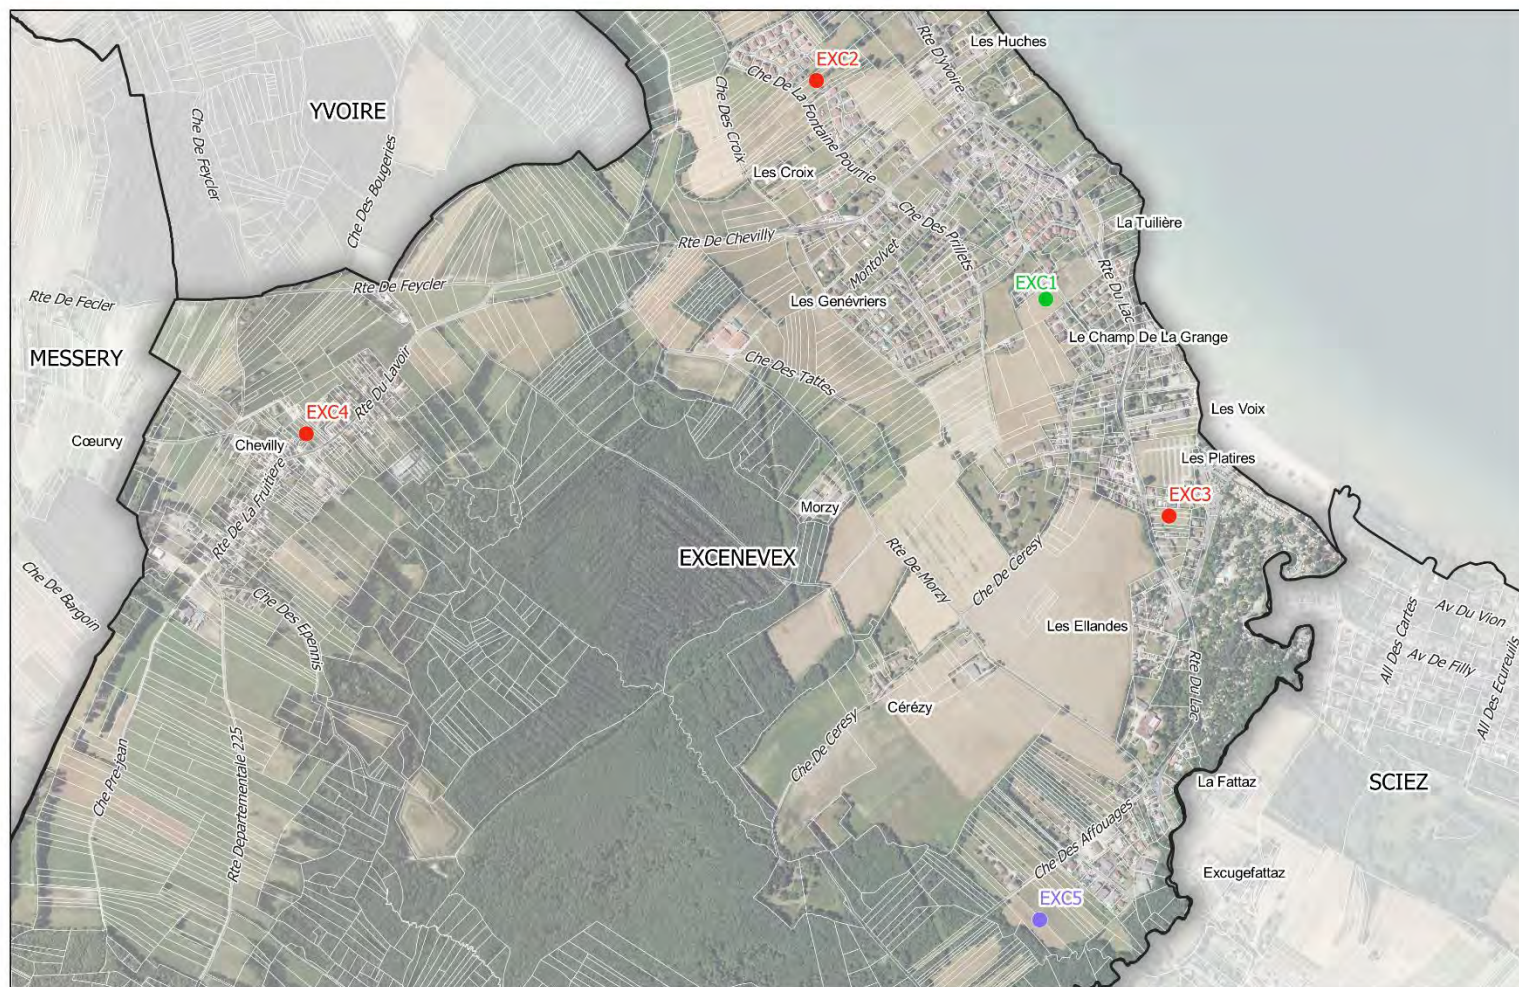 Les Huches
Rte D'yvoire
EXC2
Che De La Fontaine Pourrie
Che Des Croix
YVOIRE
Che De Feycler
Che Des Bougeries
Les Croix
Che Des Prillets
La Tuilière
Rte De Chevilly
Montolvet
Rte Du Lac
EXC1
Rte De Feycler
Rte De Fecler
Les Genévriers
Le Champ De La Grange
MESSERY
Che Des Tattes
Rte Du Lavoir
EXC4
Les Voix
Cœurvy
Chevilly
Les Platires
EXC3
Rte De La Fruitiere
Morzy
EXCENEVEX
Rte De Morzy
Che De Ceresy
Che De Bargoin
Che Des Epennis
Les Ellandes
All Des Cartes
Av Du Vion
Av De Filly
All Des Ecureuils
Rte Du Lac
Cérézy
Che De Ceresy
Che Pre-jean
Rte Departementale 225
La Fattaz
SCIEZ
Che Des Affouages
Excugefattaz
EXC5